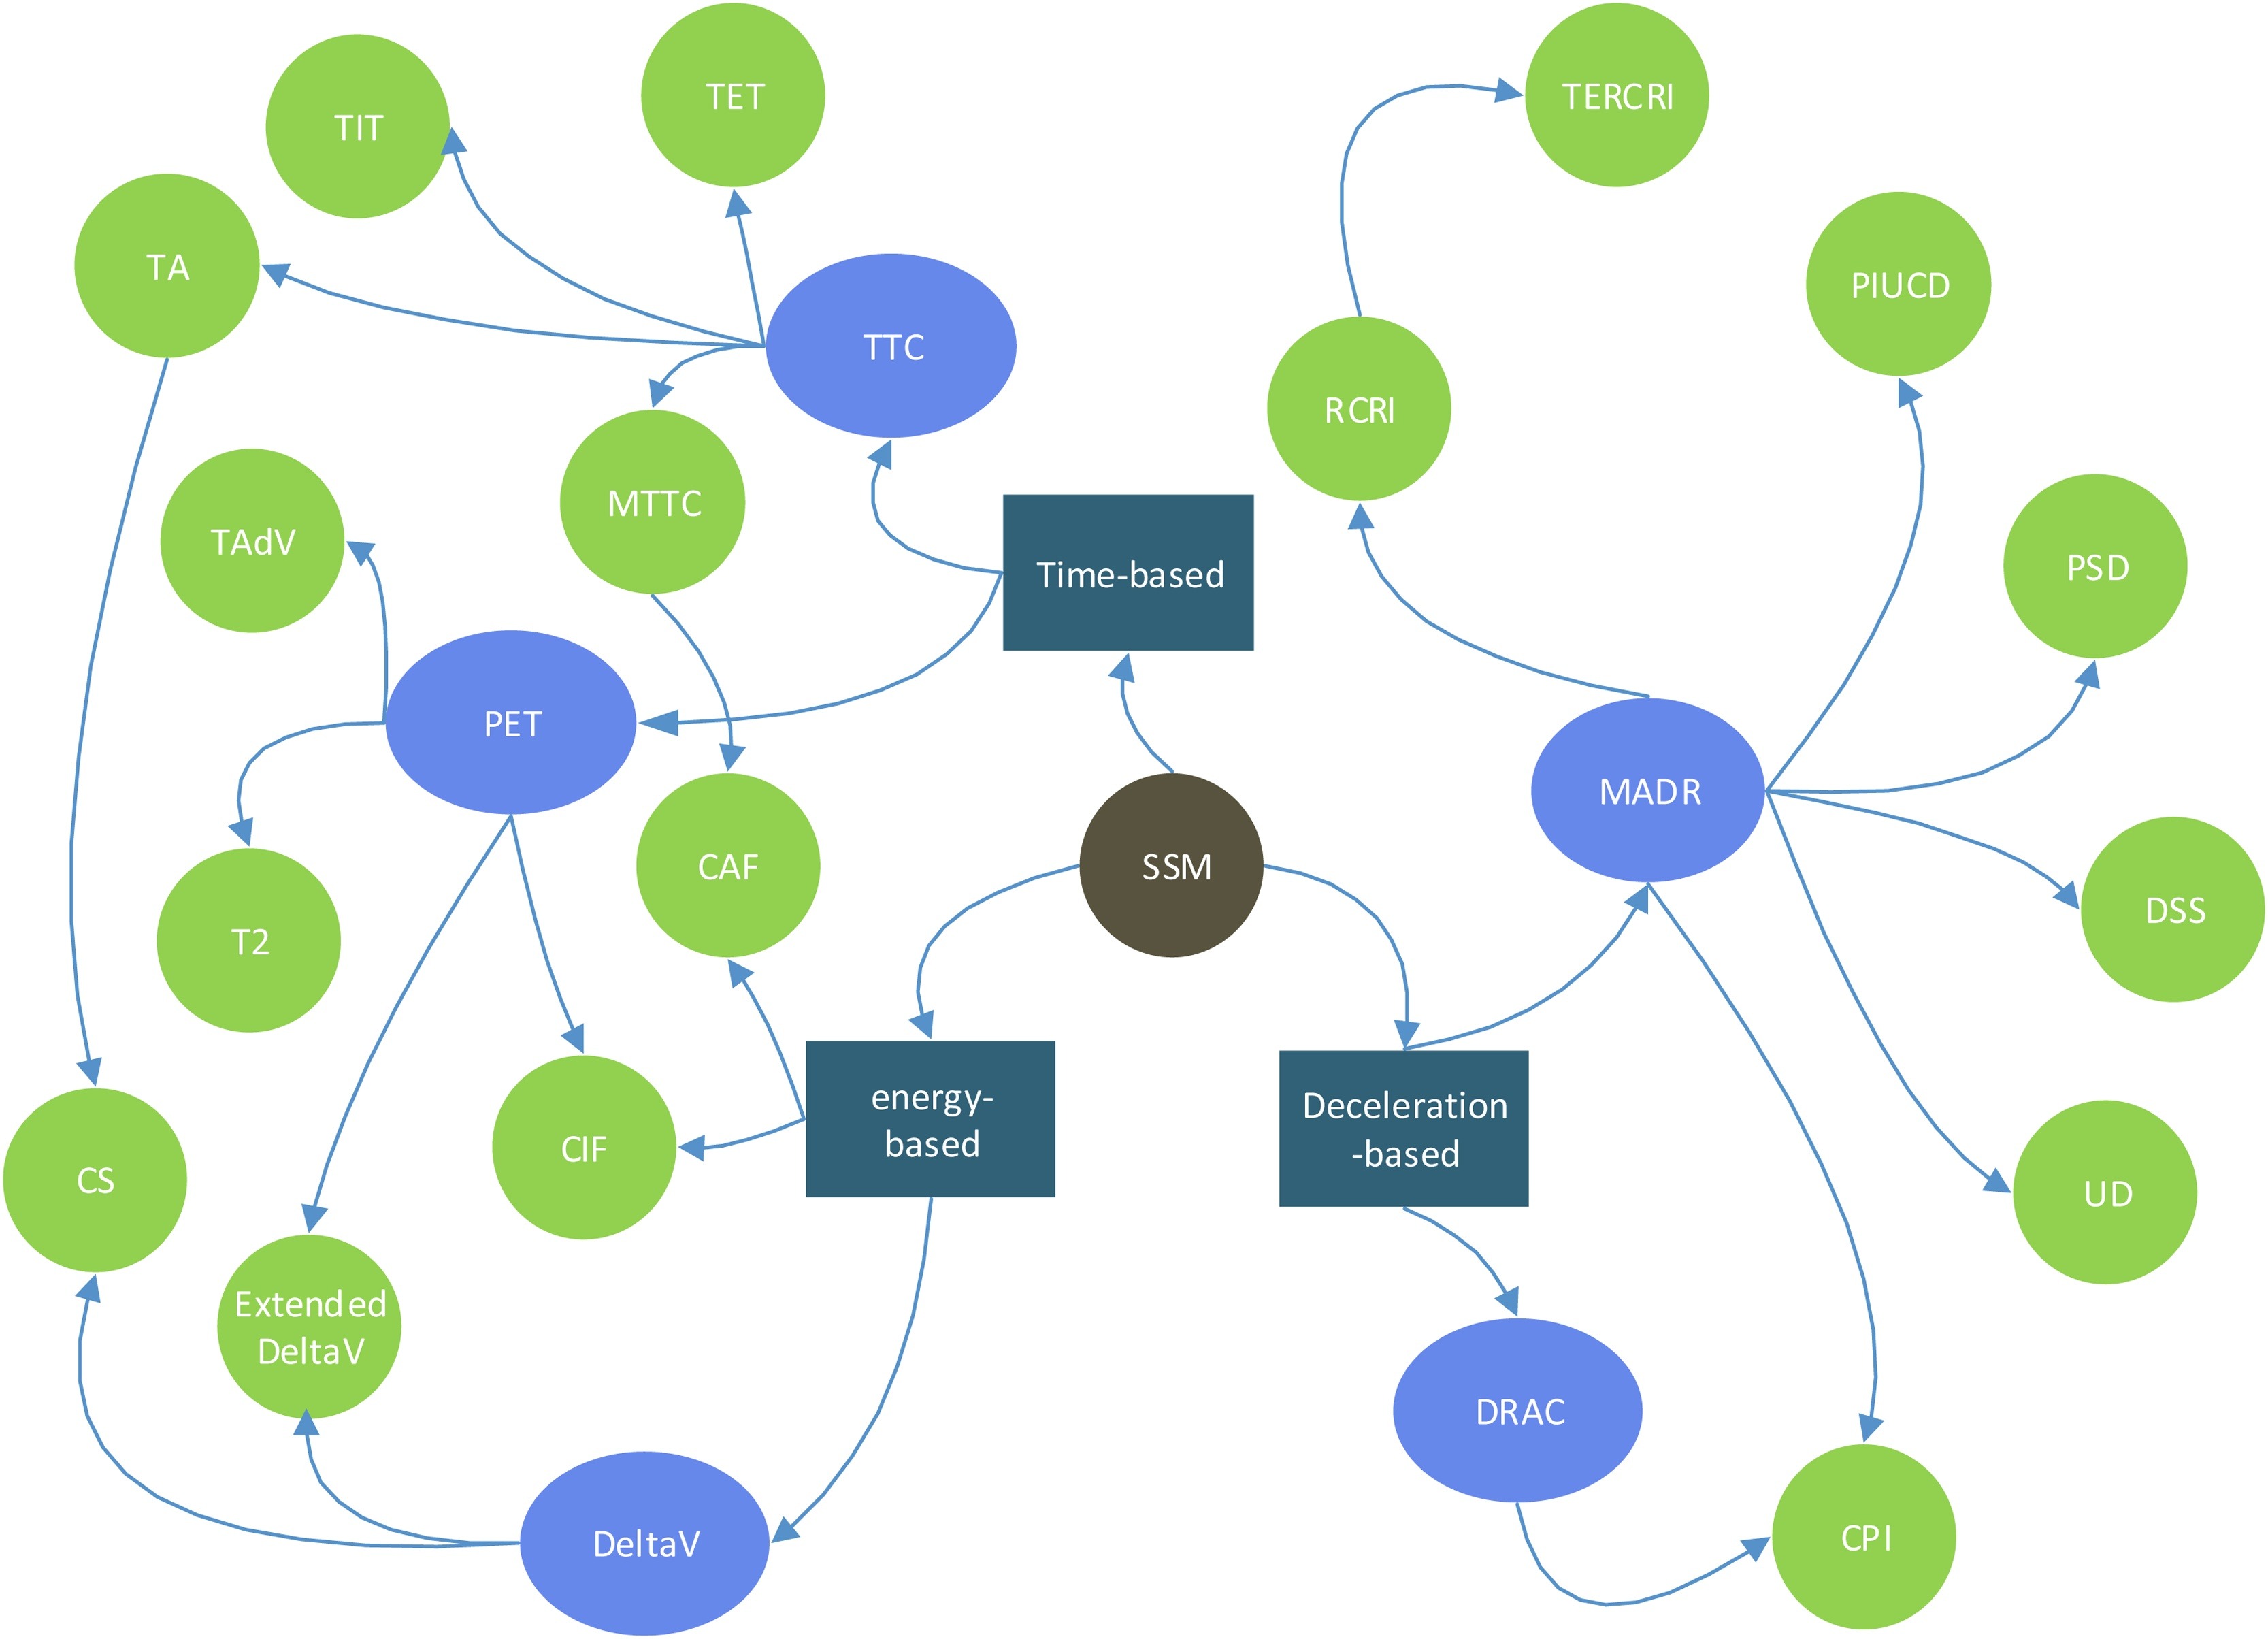 TET
TERCRI
TIT
TA
PIUCD
TTC
RCRI
MTTC
TAdV
PSD
Time-based
PET
MADR
CAF
SSM
DSS
T2
energy-
based
Deceleration
-based
CIF
CS
UD
Extended
DeltaV
DRAC
CPI
DeltaV